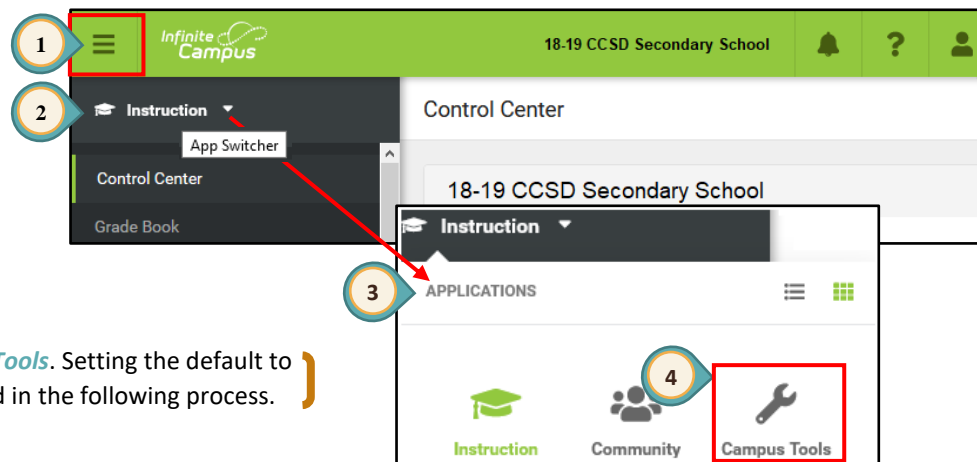 1
Infinite
Campus
18-19 CCSD Secondary School
?
2
Instruction
App Switcher
Control Center
Control Center
18-19 CCSD Secondary School
Grade Book
Instruction
3
APPLICATIONS
Tools. Setting the default to
in the following process.
4
Instruction
Community
Campus Tools